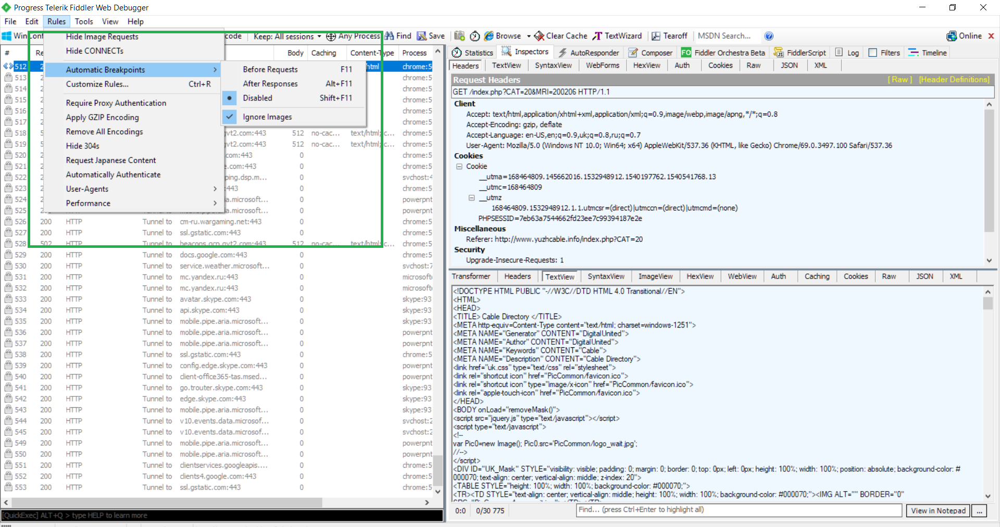 Progress Telerik Fiddler Web Debugger
File Edit Rules Tools View Help
WinConf code Keep: All sessions Any Process Find Save Browse Clear Cache TextWizard Tearoff MSDN Search... Online
Hide Image Requests
Hide CONNECTs
Automatic Breakpoints
Customize Rules... Ctrl+R
Require Proxy Authentication
Apply GZIP Encoding
Remove All Encodings
Hide 304s
Request Japanese Content
Automatically Authenticate
User-Agents
Performance
Before Requests F11
After Responses Alt+F11
Disabled Shift+F11
Ignore Images
# Re Body Caching Content-Type Process
512 2 html chrome:5
513 2 chrome:5
514 2 chrome:5
515 2 chrome:5
516 2 chrome:5
517 2 chrome:5
518 5 gvt2.com:443 512 no-cac... text/html; c... chrome:5
519 5 gvt2.com:443 512 no-cac... text/html; c... chrome:5
520 2 com:443 0 chrome:5
521 2 e.com:443 0 chrome:5
522 2 ping.dsp.m... 0 svchost:4
523 2 :443 0 chrome:5
524 2 ia.microsoft... 0 powerpnt
525 HTTP Tunnel to mobile.pipe.aria.microsoft... 0 powerpnt
526 200 HTTP Tunnel to cm-ru.wargaming.net:443 0 chrome:5
527 200 HTTP Tunnel to ssl.gstatic.com:443 0 chrome:5
528 502 HTTP Tunnel to beacons.gcp.gvt2.com:443 512 no-cac... text/html; c... chrome:5
529 200 HTTP Tunnel to docs.google.com:443 0 chrome:5
530 200 HTTP Tunnel to service.weather.microsoft... 0 svchost:7
531 200 HTTP Tunnel to mc.yandex.ru:443 0 microsoft
532 200 HTTP Tunnel to mc.yandex.ru:443 0 microsoft
533 200 HTTP Tunnel to avatar.skype.com:443 0 skype:93
534 200 HTTP Tunnel to api.skype.com:443 0 skype:93
535 200 HTTP Tunnel to mobile.pipe.aria.microsoft... 0 skype:93
536 200 HTTP Tunnel to mobile.pipe.aria.microsoft... 0 powerpnt
537 200 HTTP Tunnel to mobile.pipe.aria.microsoft... 0 powerpnt
538 200 HTTP Tunnel to ssl.gstatic.com:443 0 chrome:5
539 200 HTTP Tunnel to config.edge.skype.com:443 0 powerpnt
540 200 HTTP Tunnel to client-office365-tas.msed... 0 powerpnt
541 200 HTTP Tunnel to go.trouter.skype.com:443 0 skype:93
542 200 HTTP Tunnel to edge.skype.com:443 0 skype:93
543 200 HTTP Tunnel to mobile.pipe.aria.microsoft... 0 skype:93
544 200 HTTP Tunnel to v10.events.data.microsof... 0 svchost:2
545 200 HTTP Tunnel to v10.events.data.microsof... 0 svchost:2
549 200 HTTP Tunnel to mobile.pipe.aria.microsoft... 0 powerpnt
550 200 HTTP Tunnel to mobile.pipe.aria.microsoft... 0 powerpnt
551 200 HTTP Tunnel to clientservices.googleapis.... 0 chrome:5
552 200 HTTP Tunnel to clients4.google.com:443 0 chrome:5
553 200 HTTP Tunnel to ssl.gstatic.com:443 0 chrome:5
[QuickExec] ALT+Q > type HELP to learn more
Statistics Inspectors AutoResponder Composer FO Fiddler Orchestra Beta FiddlerScript Log Filters Timeline
Headers TextView SyntaxView WebForms HexView Auth Cookies Raw JSON XML
Request Headers [ Raw ] [Header Definitions]
GET /index.php?CAT=20&MRI=200206 HTTP/1.1
Client
Accept: text/html,application/xhtml+xml,application/xml;q=0.9,image/webp,image/apng,*/*;q=0.8
Accept-Encoding: gzip, deflate
Accept-Language: en-US,en;q=0.9,uk;q=0.8,ru;q=0.7
User-Agent: Mozilla/5.0 (Windows NT 10.0; Win64; x64) AppleWebKit/537.36 (KHTML, like Gecko) Chrome/69.0.3497.100 Safari/537.36
Cookies
Cookie
__utma=168464809.145662016.1532948912.1540197762.1540541768.13
__utmc=168464809
__utmz
168464809.1532948912.1.1.utmcsr=(direct)|utmccn=(direct)|utmcmd=(none)
PHPSESSID=7eb63a7544662fd23ee7c99394187e2e
Miscellaneous
Referer: http://www.yuzhcable.info/index.php?CAT=20
Security
Upgrade-Insecure-Requests: 1
Transformer Headers TextView SyntaxView ImageView HexView WebView Auth Caching Cookies Raw JSON XML
<!DOCTYPE HTML PUBLIC "-//W3C//DTD HTML 4.0 Transitional//EN">
<HTML>
<HEAD>
<TITLE> Cable Directory </TITLE>
<META http-equiv=Content-Type content="text/html; charset=windows-1251">
<META NAME="Generator" CONTENT="DigitalUnited">
<META NAME="Author" CONTENT="DigitalUnited">
<META NAME="Keywords" CONTENT="Cable">
<META NAME="Description" CONTENT="Cable Directory">
<link href="uk.css" type="text/css" rel="stylesheet">
<link rel="shortcut icon" href="PicCommon/favicon.ico">
<link rel="shortcut icon" type="image/x-icon" href="PicCommon/favicon.ico">
<link rel="apple-touch-icon" href="PicCommon/favicon.ico">
</HEAD>
<BODY onLoad="removeMask()">
<script src="jquery.js" type="text/javascript"></script>
<script type="text/javascript">
<!--
var Pic0=new Image(); Pic0.src='PicCommon/logo_wait.jpg';
//-->
</script>
<DIV ID="UK_Mask" STYLE="visibility: visible; padding: 0; margin: 0; border: 0; top: 0px; left: 0px; height: 100%; width: 100%; position: absolute; background-color: #
000070; text-align: center; vertical-align: middle; z-index: 20">
<TABLE STYLE="height: 100%; width: 100%; background-color: #000070;">
<TR><TD STYLE="text-align: center; vertical-align: middle; height: 100%; width: 100%; background-color: #000070;"><IMG ALT="" BORDER="0"
0:0 0/30 775 Find... (press Ctrl+Enter to highlight all) View in Notepad ...